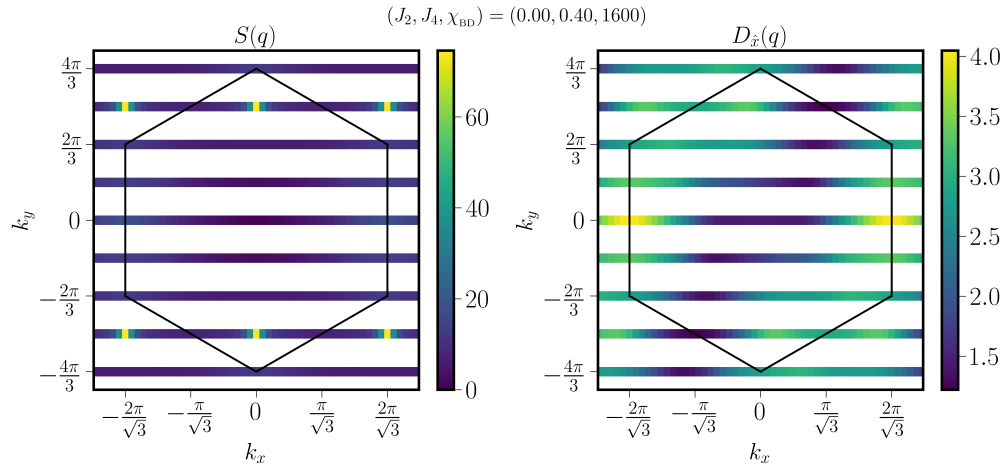 (J₂, J₄, χ_BD) = (0.00, 0.40, 1600)
S(q)
D_x̂(q)
4π/3
2π/3
0
−2π/3
−4π/3
k_y
−2π/√3
−π/√3
0
π/√3
2π/√3
k_x
60
40
20
0
4π/3
2π/3
0
−2π/3
−4π/3
k_y
−2π/√3
−π/√3
0
π/√3
2π/√3
k_x
4.0
3.5
3.0
2.5
2.0
1.5